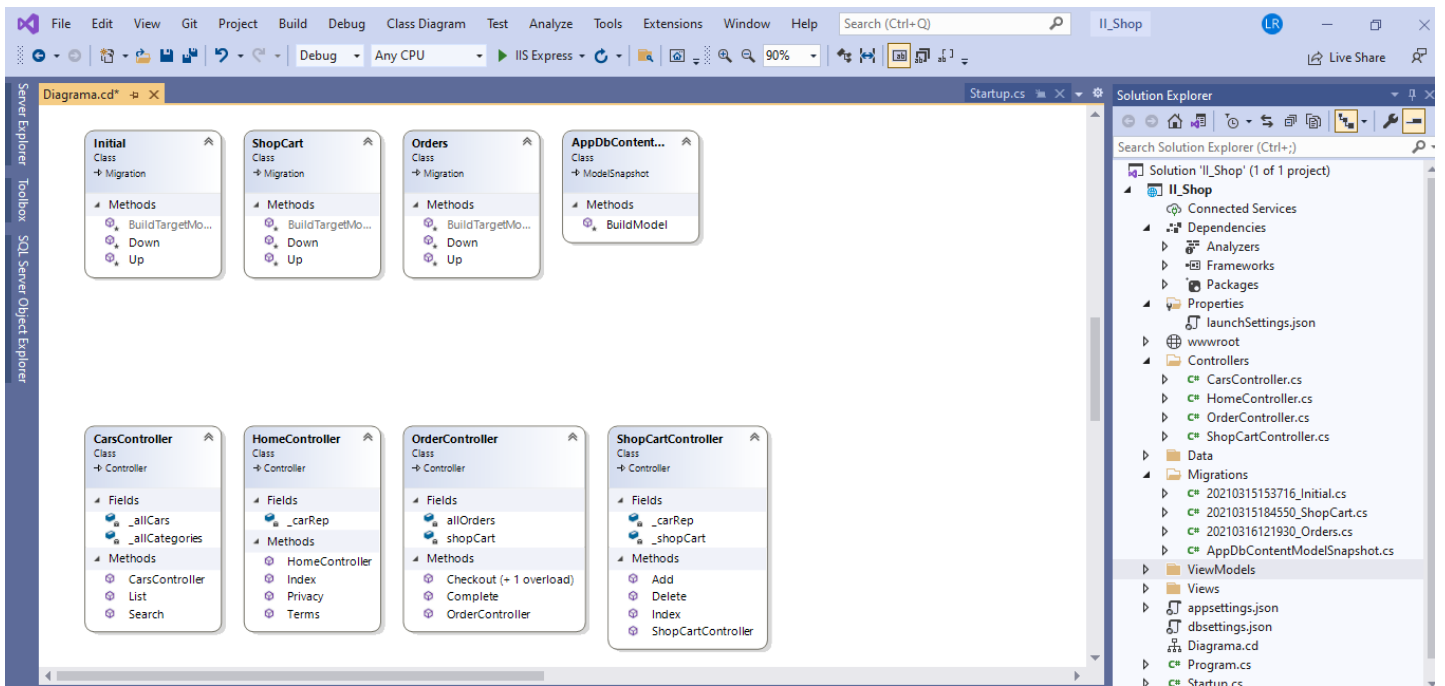 File Edit View Git Project Build Debug Class Diagram Test Analyze Tools Extensions Window Help Search (Ctrl+Q) II_Shop LR
Debug Any CPU IIS Express 90% Live Share
Server Explorer
Toolbox
SQL Server Object Explorer
Diagrama.cd* Startup.cs
Initial
Class
Migration
Methods
BuildTargetMo...
Down
Up
ShopCart
Class
Migration
Methods
BuildTargetMo...
Down
Up
Orders
Class
Migration
Methods
BuildTargetMo...
Down
Up
AppDbContent...
Class
ModelSnapshot
Methods
BuildModel
CarsController
Class
Controller
Fields
_allCars
_allCategories
Methods
CarsController
List
Search
HomeController
Class
Controller
Fields
_carRep
Methods
HomeController
Index
Privacy
Terms
OrderController
Class
Controller
Fields
allOrders
shopCart
Methods
Checkout (+ 1 overload)
Complete
OrderController
ShopCartController
Class
Controller
Fields
_carRep
_shopCart
Methods
Add
Delete
Index
ShopCartController
Solution Explorer
Search Solution Explorer (Ctrl+;)
Solution 'II_Shop' (1 of 1 project)
II_Shop
Connected Services
Dependencies
Analyzers
Frameworks
Packages
Properties
launchSettings.json
wwwroot
Controllers
C# CarsController.cs
C# HomeController.cs
C# OrderController.cs
C# ShopCartController.cs
Data
Migrations
C# 20210315153716_Initial.cs
C# 20210315184550_ShopCart.cs
C# 20210316121930_Orders.cs
C# AppDbContentModelSnapshot.cs
ViewModels
Views
appsettings.json
dbsettings.json
Diagrama.cd
C# Program.cs
C# Startup.cs